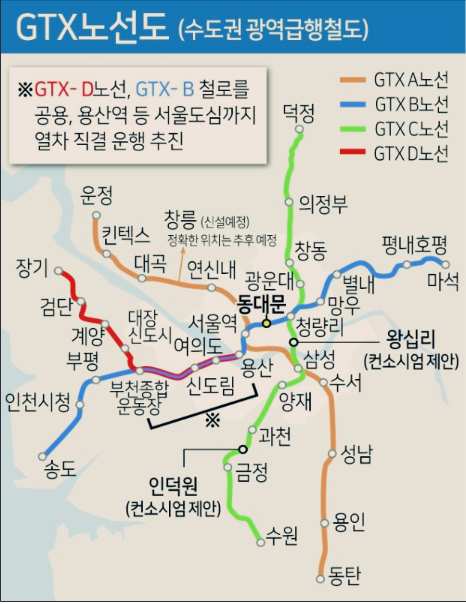 GTX노선도 (수도권 광역급행철도)
※GTX- D노선, GTX- B 철로를
공용, 용산역 등 서울도심까지
열차 직결 운행 추진
GTX A노선
GTX B노선
GTX C노선
GTX D노선
덕정
운정
의정부
창릉 (신설예정)
정확한 위치는 추후 예정
킨텍스
대곡
연신내
창동
광운대
평내호평
별내
마석
장기
검단
계양
대장
신도시
부평
동대문
망우
서울역
청량리
여의도
왕십리
(컨소시엄 제안)
용산
삼성
수서
신도림
부천종합
운동장
인천시청
양재
※
송도
과천
성남
인덕원
(컨소시엄 제안)
금정
수원
용인
동탄